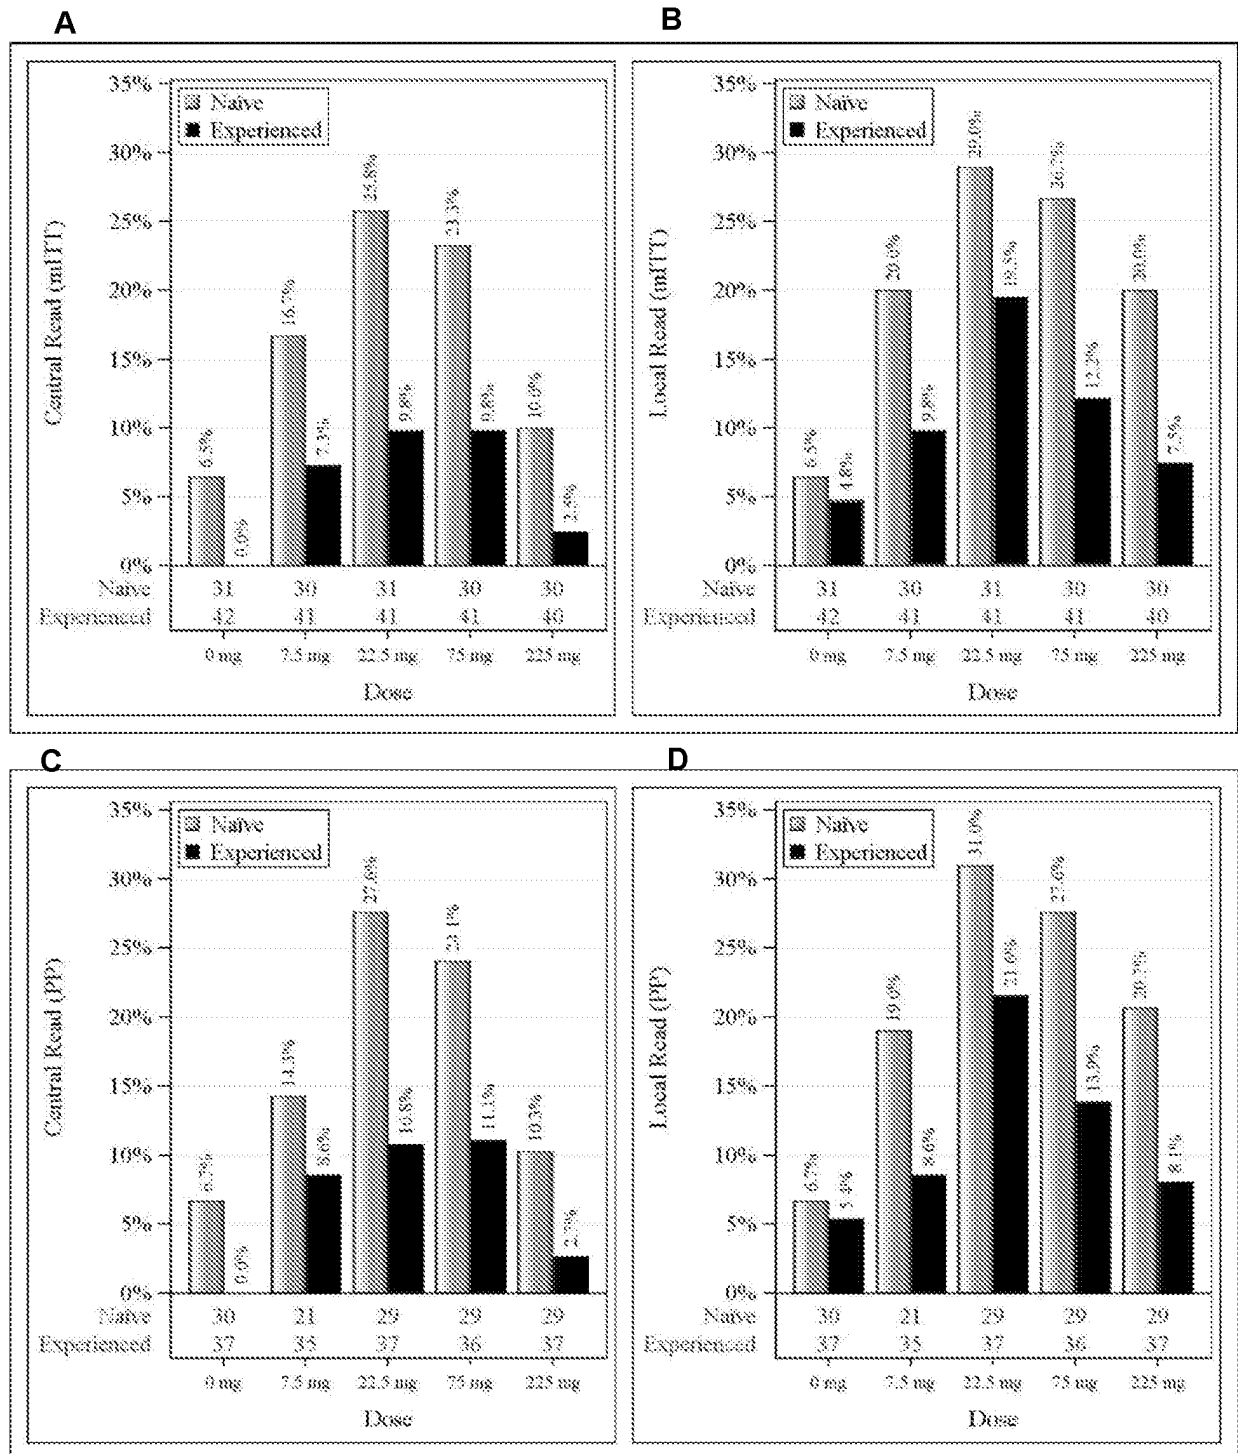 A
35%
30%
25%
20%
15%
10%
5%
0%
Central Read (mITT)
Naïve
Experienced
6.5%
0.0%
16.7%
7.3%
25.8%
9.8%
23.3%
9.8%
10.0%
2.5%
Naïve 31 30 31 30 30
Experienced 42 41 41 41 40
0 mg 7.5 mg 22.5 mg 75 mg 225 mg
Dose
B
35%
30%
25%
20%
15%
10%
5%
0%
Local Read (mITT)
Naïve
Experienced
6.5%
4.8%
20.0%
9.8%
29.0%
19.5%
26.7%
12.2%
20.0%
7.5%
Naïve 31 30 31 30 30
Experienced 42 41 41 41 40
0 mg 7.5 mg 22.5 mg 75 mg 225 mg
Dose
C
35%
30%
25%
20%
15%
10%
5%
0%
Central Read (PP)
Naïve
Experienced
6.7%
0.0%
14.3%
8.6%
27.6%
10.8%
24.1%
11.1%
10.3%
2.7%
Naïve 30 21 29 29 29
Experienced 37 35 37 36 37
0 mg 7.5 mg 22.5 mg 75 mg 225 mg
Dose
D
35%
30%
25%
20%
15%
10%
5%
0%
Local Read (PP)
Naïve
Experienced
6.7%
5.4%
19.0%
8.6%
31.0%
21.6%
27.6%
13.9%
20.7%
8.1%
Naïve 30 21 29 29 29
Experienced 37 35 37 36 37
0 mg 7.5 mg 22.5 mg 75 mg 225 mg
Dose